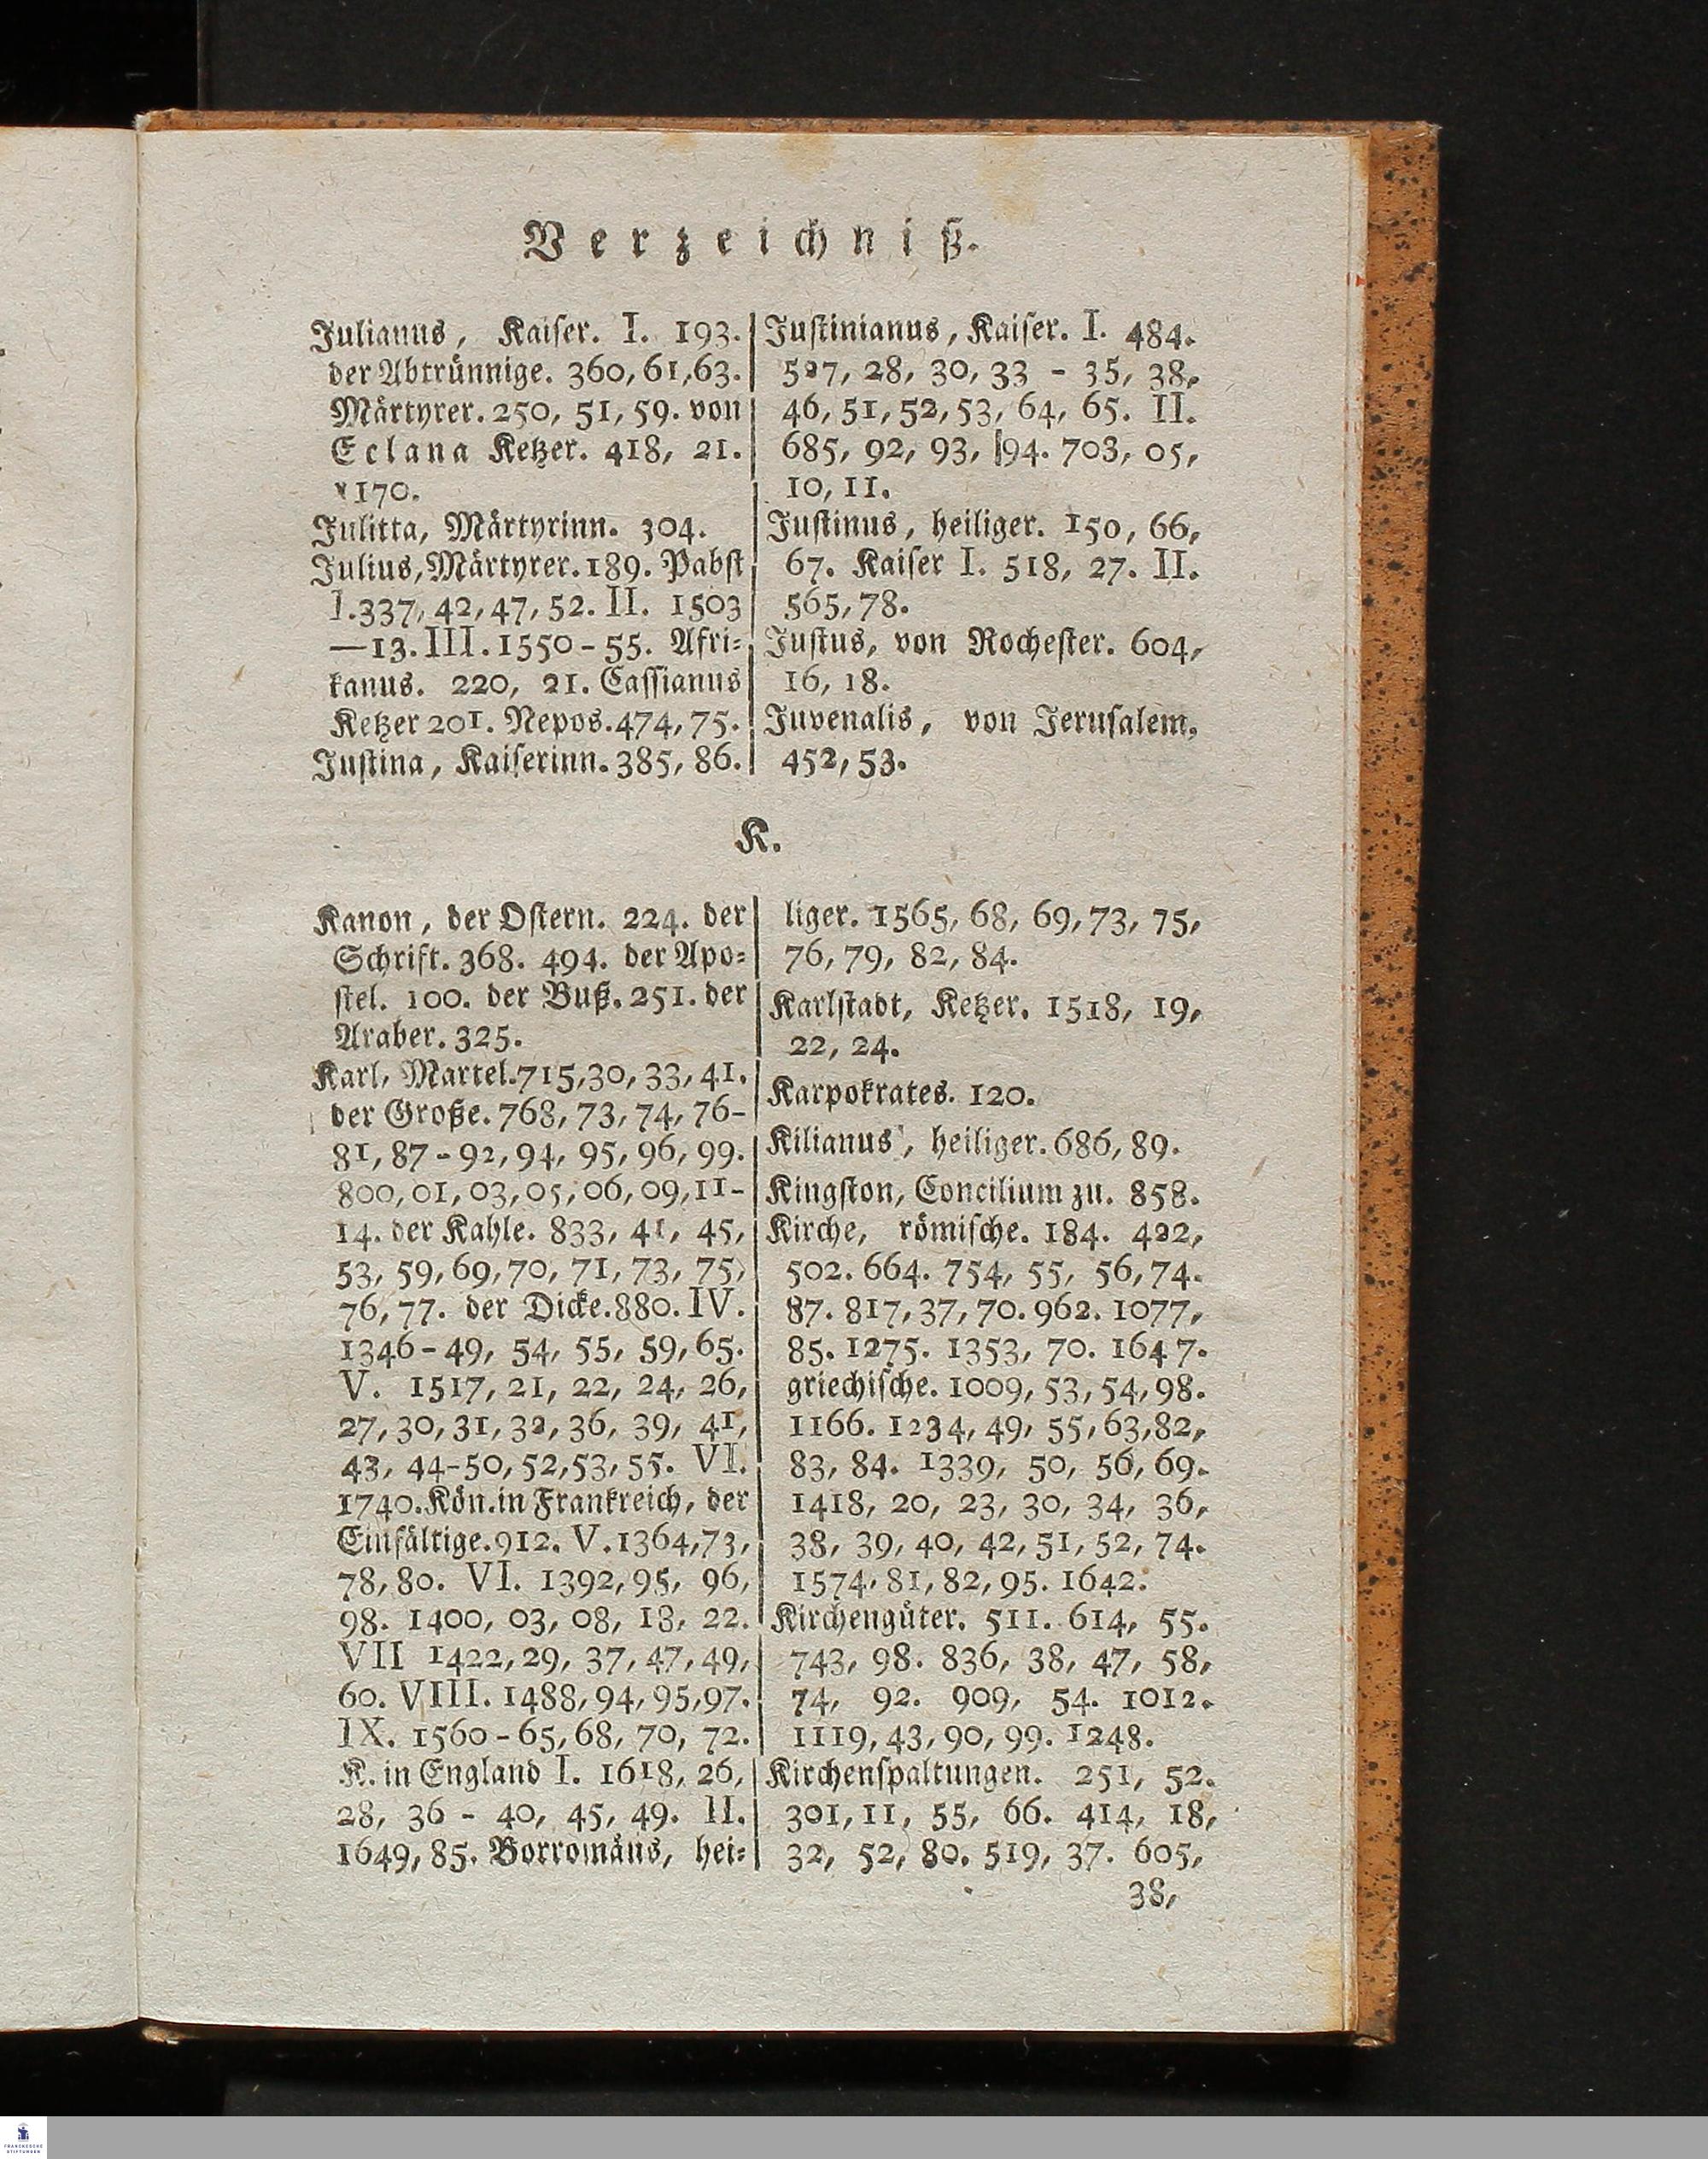 Verzeichniß.
Julianus, Kaiser. I. 193.
der Abtrünnige. 360, 61, 63.
Märtyrer. 250, 51, 59. von
Eclana Ketzer. 418, 21.
170.
Julitta, Märtyrinn. 304.
Julius, Märtyrer. 189. Pabst
I. 337, 42, 47, 52. II. 1503
—13. III. 1550-55. Afri-
kanus. 220, 21. Cassianus
Ketzer 201. Nepos. 474, 75.
Justina, Kaiserinn. 385, 86.
Justinianus, Kaiser. I. 484.
527, 28, 30, 33 - 35, 38,
46, 51, 52, 53, 64, 65. II.
685, 92, 93, 94. 703, 05,
10, 11.
Justinus, heiliger. 150, 66,
67. Kaiser I. 518, 27. II.
565, 78.
Justus, von Rochester. 604,
16, 18.
Juvenalis, von Jerusalem,
452, 53.
K.
Kanon, der Ostern. 224. der
Schrift. 368. 494. der Apo-
stel. 100. der Buß. 251. der
Araber. 325.
Karl, Martel. 715, 30, 33, 41.
der Große. 768, 73, 74, 76-
81, 87-92, 94, 95, 96, 99.
800, 01, 03, 05, 06, 09, 11-
14. der Kahle. 833, 41, 45,
53, 59, 69, 70, 71, 73, 75,
76, 77. der Dicke. 880. IV.
1346-49, 54, 55, 59, 65.
V. 1517, 21, 22, 24, 26,
27, 30, 31, 32, 36, 39, 41,
43, 44-50, 52, 53, 55. VI.
1740. Kön. in Frankreich, der
Einfältige. 912. V. 1364, 73,
78, 80. VI. 1392, 95, 96,
98. 1400, 03, 08, 18, 22.
VII 1422, 29, 37, 47, 49,
60. VIII. 1488, 94, 95, 97.
IX. 1560-65, 68, 70, 72.
K. in England I. 1618, 26,
28, 36 - 40, 45, 49. II.
1649, 85. Borromäus, hei-
liger. 1565, 68, 69, 73, 75,
76, 79, 82, 84.
Karlstadt, Ketzer. 1518, 19,
22, 24.
Karpokrates. 120.
Kilianus, heiliger. 686, 89.
Kingston, Concilium zu. 858.
Kirche, römische. 184. 422,
502. 664. 754, 55, 56, 74.
87. 817, 37, 70. 962. 1077,
85. 1275. 1353, 70. 1647.
griechische. 1009, 53, 54, 98.
1166. 1234, 49, 55, 63, 82,
83, 84. 1339, 50, 56, 69.
1418, 20, 23, 30, 34, 36,
38, 39, 40, 42, 51, 52, 74.
1574, 81, 82, 95. 1642.
Kirchengüter. 511. 614, 55.
743, 98. 836, 38, 47, 58,
74, 92. 909, 54. 1012.
1119, 43, 90, 99. 1248.
Kirchenspaltungen. 251, 52.
301, 11, 55, 66. 414, 18,
32, 52, 80. 519, 37. 605,
38,
FRANCKESCHE
STIFTUNGEN